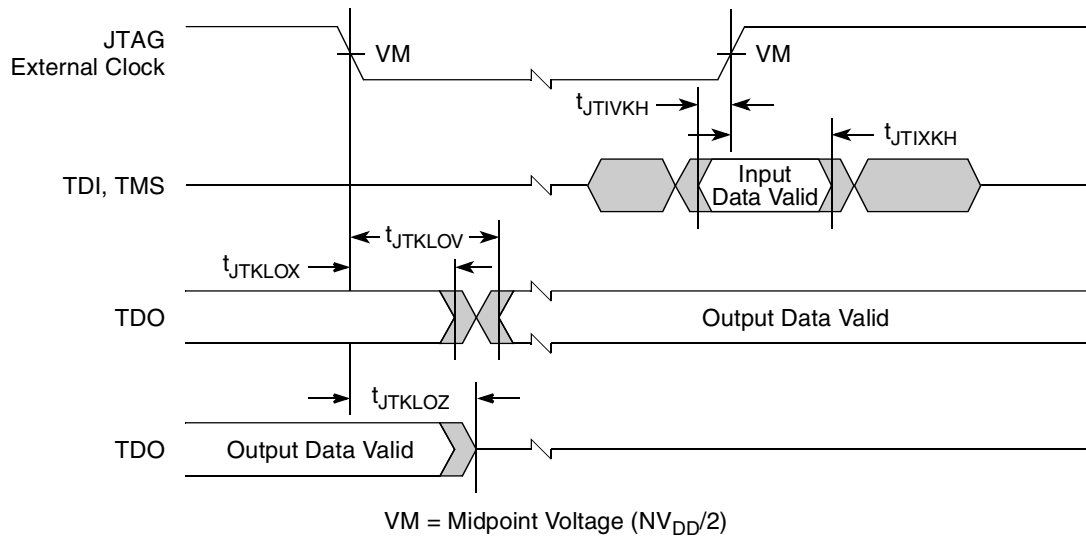 JTAG
External Clock
VM
VM
tJTIVKH
tJTIXKH
TDI, TMS
Input
Data Valid
tJTKLOV
tJTKLOX
TDO
Output Data Valid
tJTKLOZ
TDO
Output Data Valid
VM = Midpoint Voltage (NVDD/2)